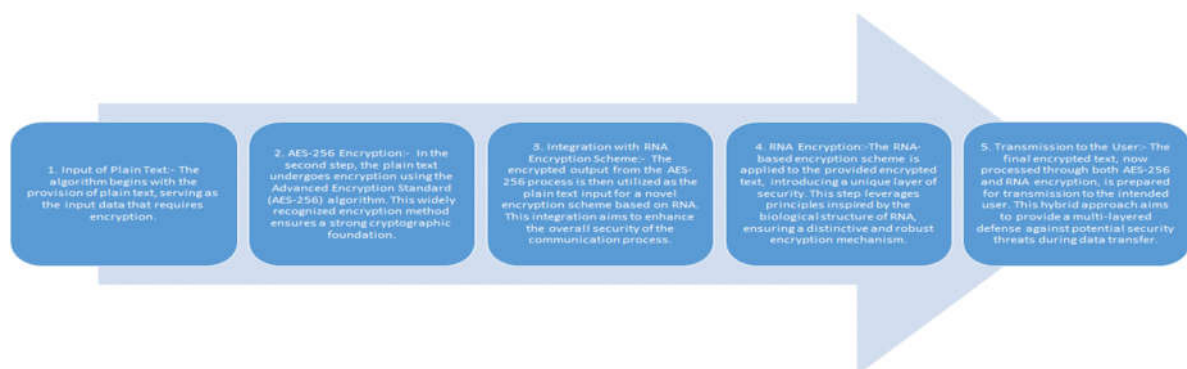 1. Input of Plain Text:- The
algorithm begins with the
provision of plain text, serving as
the input data that requires
encryption.
2. AES-256 Encryption:- In the
second step, the plain text
undergoes encryption using the
Advanced Encryption Standard
(AES-256) algorithm. This widely
recognized encryption method
ensures a strong cryptographic
foundation.
3. Integration with RNA
Encryption Scheme:- The
encrypted output from the AES-
256 process is then utilized as the
plain text input for a novel
encryption scheme based on RNA.
This integration aims to enhance
the overall security of the
communication process.
4. RNA Encryption:-The RNA-
based encryption scheme is
applied to the provided encrypted
text, introducing a unique layer of
security. This step leverages
principles inspired by the
biological structure of RNA,
ensuring a distinctive and robust
encryption mechanism.
5. Transmission to the User:- The
final encrypted text, now
processed through both AES-256
and RNA encryption, is prepared
for transmission to the intended
user. This hybrid approach aims
to provide a multi-layered
defense against potential security
threats during data transfer.